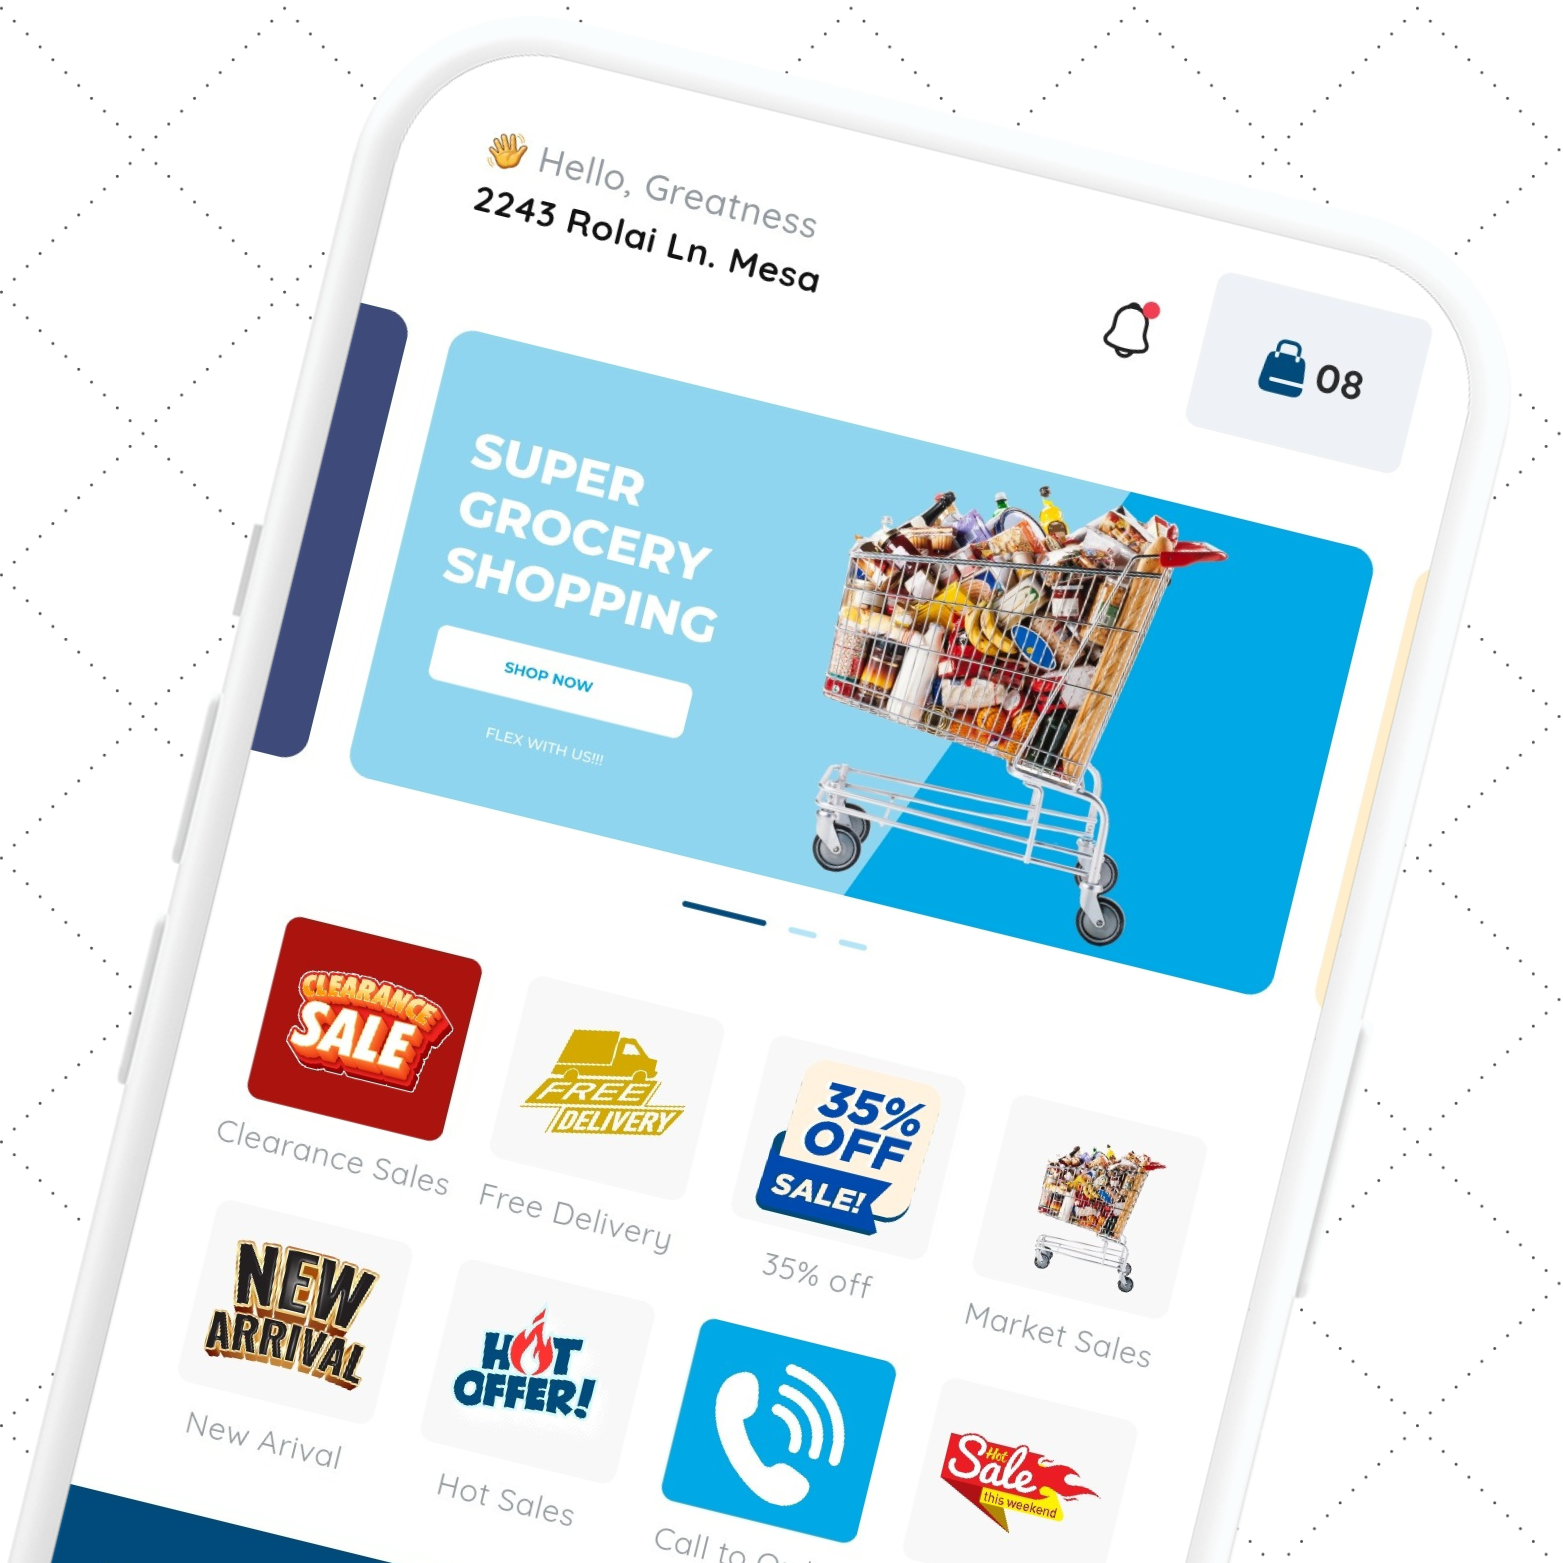 Hello, Greatness
2243 Rolai Ln. Mesa
08
SUPER
GROCERY
SHOPPING
SHOP NOW
FLEX WITH US!!!
CLEARANCE
SALE
Clearance Sales
FREE
DELIVERY
Free Delivery
35%
OFF
SALE!
35% off
Market Sales
NEW
ARRIVAL
New Arival
HOT
OFFER!
Hot Sales
Call to
Hot
Sale
this weekend